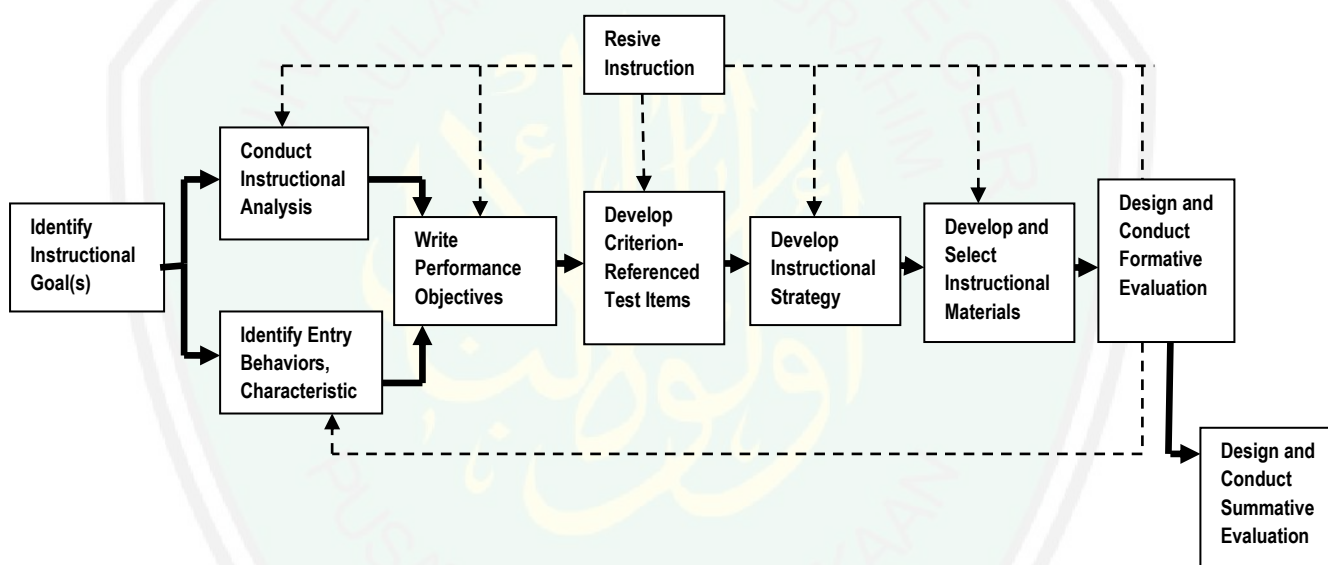 Resive
Instruction
Conduct
Instructional
Analysis
Identify
Instructional
Goal(s)
Write
Performance
Objectives
Develop
Criterion-
Referenced
Test Items
Develop
Instructional
Strategy
Develop and
Select
Instructional
Materials
Design and
Conduct
Formative
Evaluation
Identify Entry
Behaviors,
Characteristic
Design and
Conduct
Summative
Evaluation